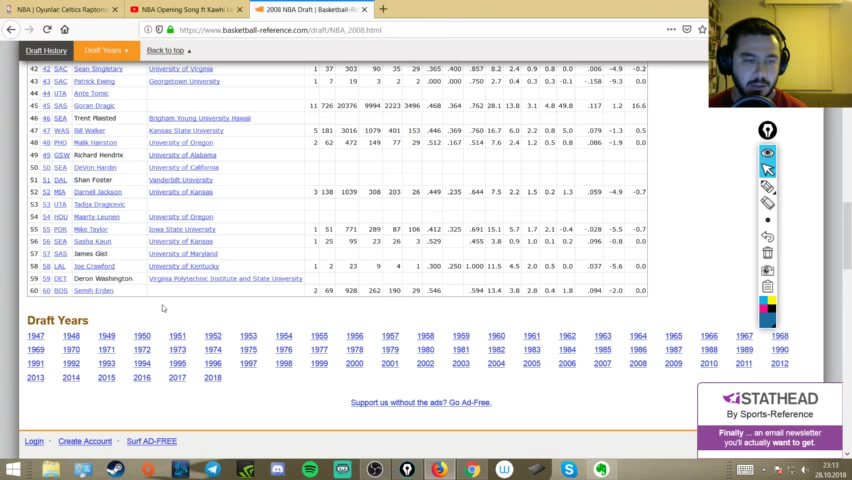 NBA | Oyunlar: Celtics Raptors
NBA Opening Song ft Kawhi L
2008 NBA Draft | Basketball-Refere
https://www.basketball-reference.com/draft/NBA_2008.html
Draft History Draft Years Back to top
42 42 SAC Sean Singletary University of Virginia 1 37 303 90 35 29 .365 .400 .857 8.2 2.4 0.9 0.8 .006 -4.9 -0.2
43 43 SAC Patrick Ewing Georgetown University 1 7 19 3 2 2 .000 .000 .750 2.7 0.4 0.3 0.3 -0.1 -.158 -9.3 0.0
44 44 UTA Ante Tomic
45 45 SAS Goran Dragic 11 726 20376 9994 2223 3496 .468 .364 .762 28.1 13.8 3.1 4.8 49.8 .117 1.2 16.6
46 46 SEA Trent Plaisted Brigham Young University Hawaii
47 47 WAS Bill Walker Kansas State University 5 181 3016 1079 401 153 .446 .369 .760 16.7 6.0 2.2 0.8 5.0 .079 -1.3 0.5
48 48 PHO Malik Hairston University of Oregon 2 62 472 149 77 29 .512 .167 .514 7.6 2.4 1.2 0.5 0.8 .086 -1.9 0.0
49 49 GSW Richard Hendrix University of Alabama
50 50 SEA DeVon Hardin University of California
51 51 DAL Shan Foster Vanderbilt University
52 52 MIA Darnell Jackson University of Kansas 3 138 1039 308 203 26 .449 .235 .644 7.5 2.2 1.5 0.2 1.3 .059 -4.9 -0.7
53 53 UTA Tadija Dragicevic
54 54 HOU Maarty Leunen University of Oregon
55 55 POR Mike Taylor Iowa State University 1 51 771 289 87 106 .412 .325 .691 15.1 5.7 1.7 2.1 -0.4 -.028 -5.5 -0.7
56 56 SEA Sasha Kaun University of Kansas 1 25 95 23 26 3 .529 .455 3.8 0.9 1.0 0.1 0.2 .096 -0.8 0.0
57 57 SAS James Gist University of Maryland
58 58 LAL Joe Crawford University of Kentucky 1 2 23 9 4 1 .300 .250 1.000 11.5 4.5 2.0 0.5 0.0 .037 -5.6 0.0
59 59 DET Deron Washington Virginia Polytechnic Institute and State University
60 60 BOS Semih Erden 2 69 928 262 190 29 .546 .594 13.4 3.8 2.8 0.4 1.8 .094 -2.0 0.0
Draft Years
1947 1948 1949 1950 1951 1952 1953 1954 1955 1956 1957 1958 1959 1960 1961 1962 1963 1964 1965 1966 1967 1968
1969 1970 1971 1972 1973 1974 1975 1976 1977 1978 1979 1980 1981 1982 1983 1984 1985 1986 1987 1988 1989 1990
1991 1992 1993 1994 1995 1996 1997 1998 1999 2000 2001 2002 2003 2004 2005 2006 2007 2008 2009 2010 2011 2012
2013 2014 2015 2016 2017 2018
Support us without the ads? Go Ad-Free.
STATHEAD
By Sports-Reference
Finally ... an email newsletter
you'll actually want to get.
Login Create Account Surf AD-FREE
23:13
28.10.2018